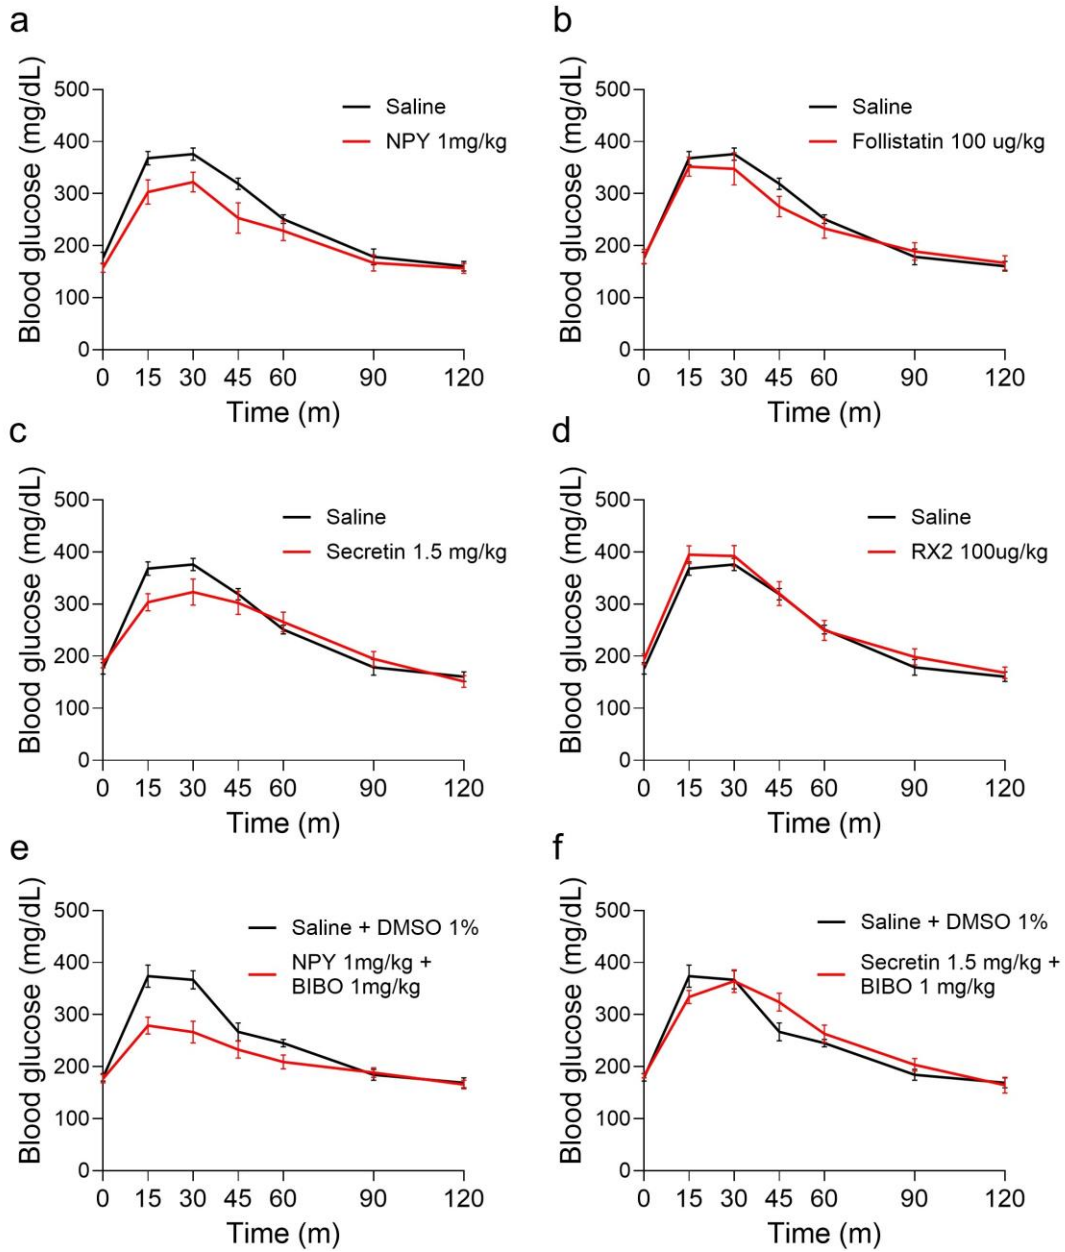 a
Blood glucose (mg/dL)
500
400
300
200
100
0
Saline
NPY 1mg/kg
0 15 30 45 60 90 120
Time (m)
b
Blood glucose (mg/dL)
500
400
300
200
100
0
Saline
Follistatin 100 ug/kg
0 15 30 45 60 90 120
Time (m)
c
Blood glucose (mg/dL)
500
400
300
200
100
0
Saline
Secretin 1.5 mg/kg
0 15 30 45 60 90 120
Time (m)
d
Blood glucose (mg/dL)
500
400
300
200
100
0
Saline
RX2 100ug/kg
0 15 30 45 60 90 120
Time (m)
e
Blood glucose (mg/dL)
500
400
300
200
100
0
Saline + DMSO 1%
NPY 1mg/kg +
BIBO 1mg/kg
0 15 30 45 60 90 120
Time (m)
f
Blood glucose (mg/dL)
500
400
300
200
100
0
Saline + DMSO 1%
Secretin 1.5 mg/kg +
BIBO 1 mg/kg
0 15 30 45 60 90 120
Time (m)